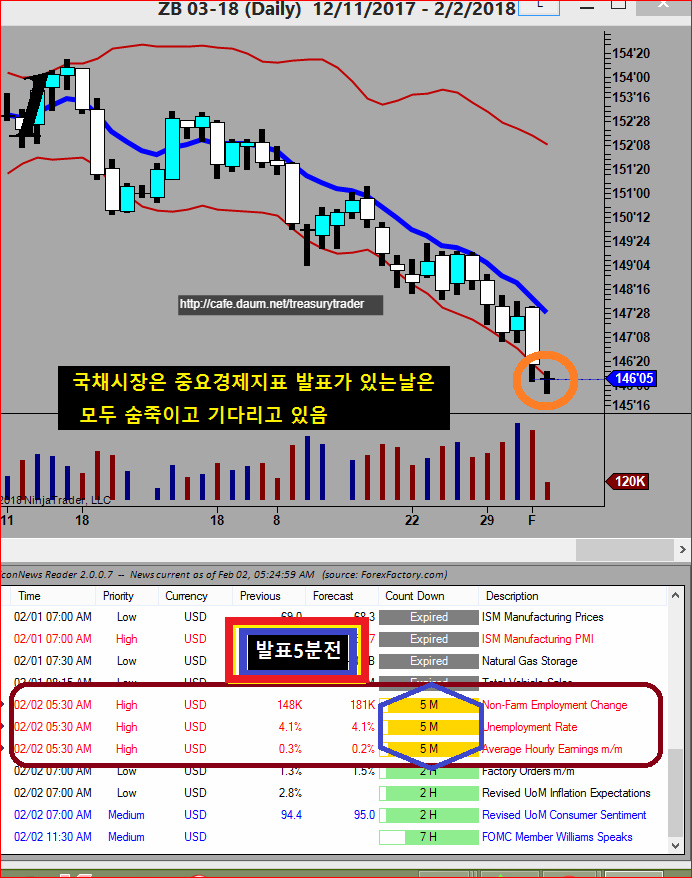 ZB 03-18 (Daily) 12/11/2017 - 2/2/2018
154'20
154'00
153'16
152'28
152'08
151'20
151'00
150'12
149'24
149'04
148'16
http://cafe.daum.net/treasurytrader
147'28
147'08
146'20
146'05
145'16
국채시장은 중요경제지표 발표가 있는날은
모두 숨죽이고 기다리고 있음
120K
2018 NinjaTrader, LLC
11 18 18 8 22 29 F
conNews Reader 2.0.0.7 -- News current as of Feb 02, 05:24:59 AM (source: ForexFactory.com)
Time Priority Currency Previous Forecast Count Down Description
02/01 07:00 AM Low USD 69.0 68.3 Expired ISM Manufacturing Prices
02/01 07:00 AM High USD Expired ISM Manufacturing PMI
02/01 07:30 AM Low USD Expired Natural Gas Storage
발표5분전
02/01 08:15 AM Low USD Expired Total Vehicle Sales
02/02 05:30 AM High USD 148K 181K 5 M Non-Farm Employment Change
02/02 05:30 AM High USD 4.1% 4.1% 5 M Unemployment Rate
02/02 05:30 AM High USD 0.3% 0.2% 5 M Average Hourly Earnings m/m
02/02 07:00 AM Low USD 1.3% 1.5% 2 H Factory Orders m/m
02/02 07:00 AM Low USD 2.8% 2 H Revised UoM Inflation Expectations
02/02 07:00 AM Medium USD 94.4 95.0 2 H Revised UoM Consumer Sentiment
02/02 11:30 AM Medium USD 7 H FOMC Member Williams Speaks